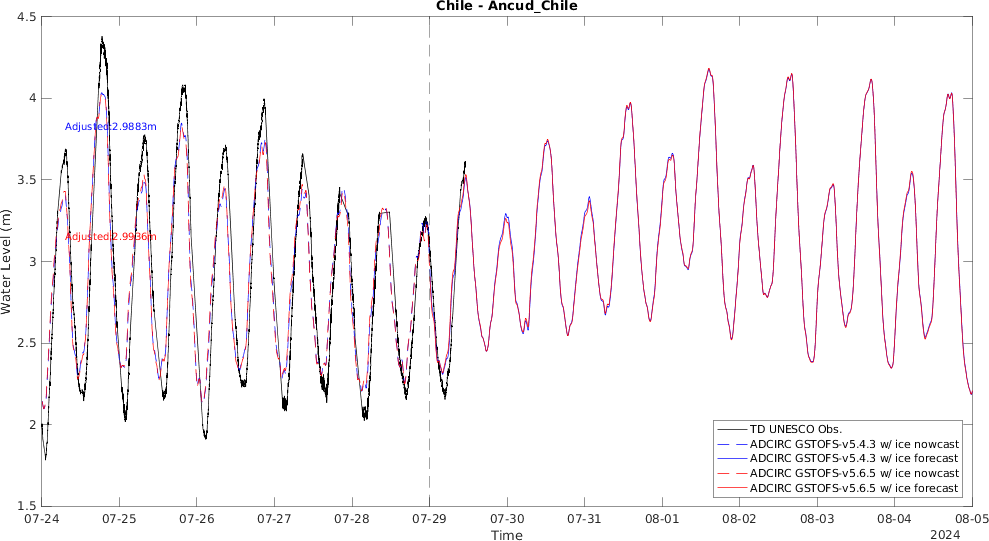 Chile - Ancud_Chile
4.5
4
3.5
3
2.5
2
1.5
Water Level (m)
Adjusted:2.9883m
Adjusted:2.9936m
TD UNESCO Obs.
ADCIRC GSTOFS-v5.4.3 w/ ice nowcast
ADCIRC GSTOFS-v5.4.3 w/ ice forecast
ADCIRC GSTOFS-v5.6.5 w/ ice nowcast
ADCIRC GSTOFS-v5.6.5 w/ ice forecast
07-24 07-25 07-26 07-27 07-28 07-29 07-30 07-31 08-01 08-02 08-03 08-04 08-05
Time
2024